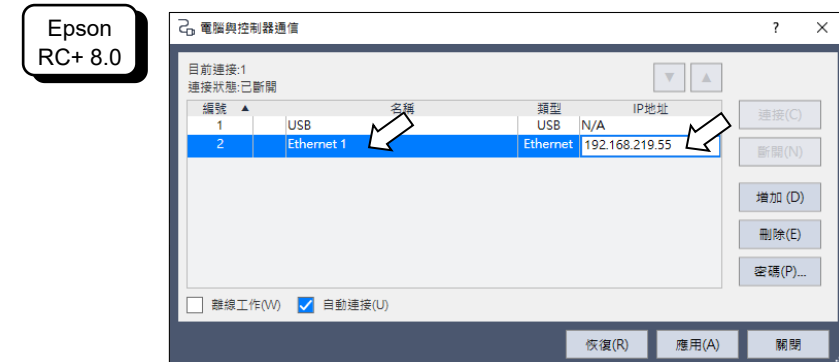 Epson
RC+ 8.0
電腦與控制器通信
?
×
目前連接:1
連接狀態:已斷開
▼ ▲
編號 ▲ 名稱 類型 IP地址
1 USB USB N/A
2 Ethernet 1 Ethernet 192.168.219.55
連接(C)
斷開(N)
增加 (D)
刪除(E)
密碼(P)...
離線工作(W) 自動連接(U)
恢復(R) 應用(A) 關閉